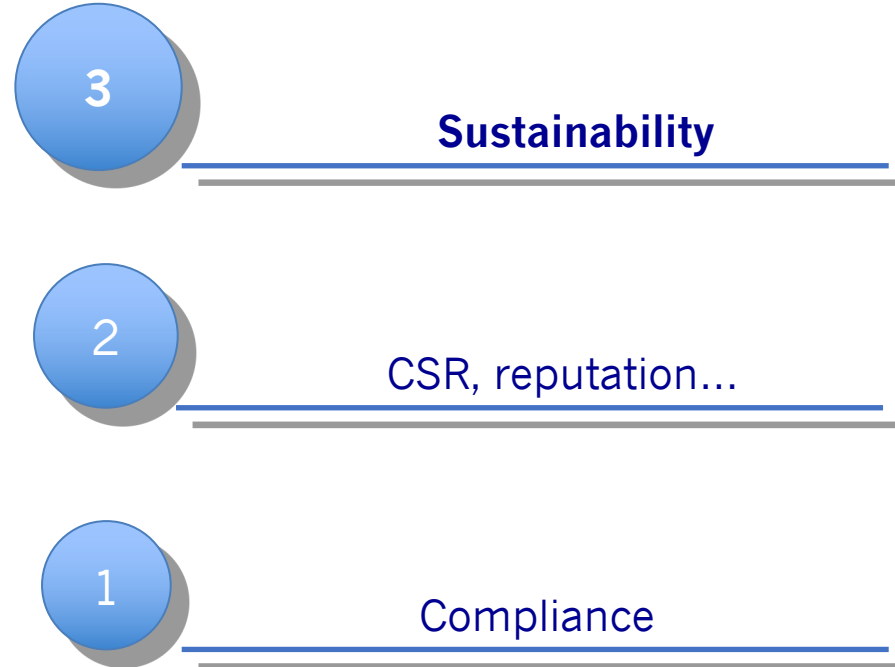 3
Sustainability
2
CSR, reputation...
1
Compliance